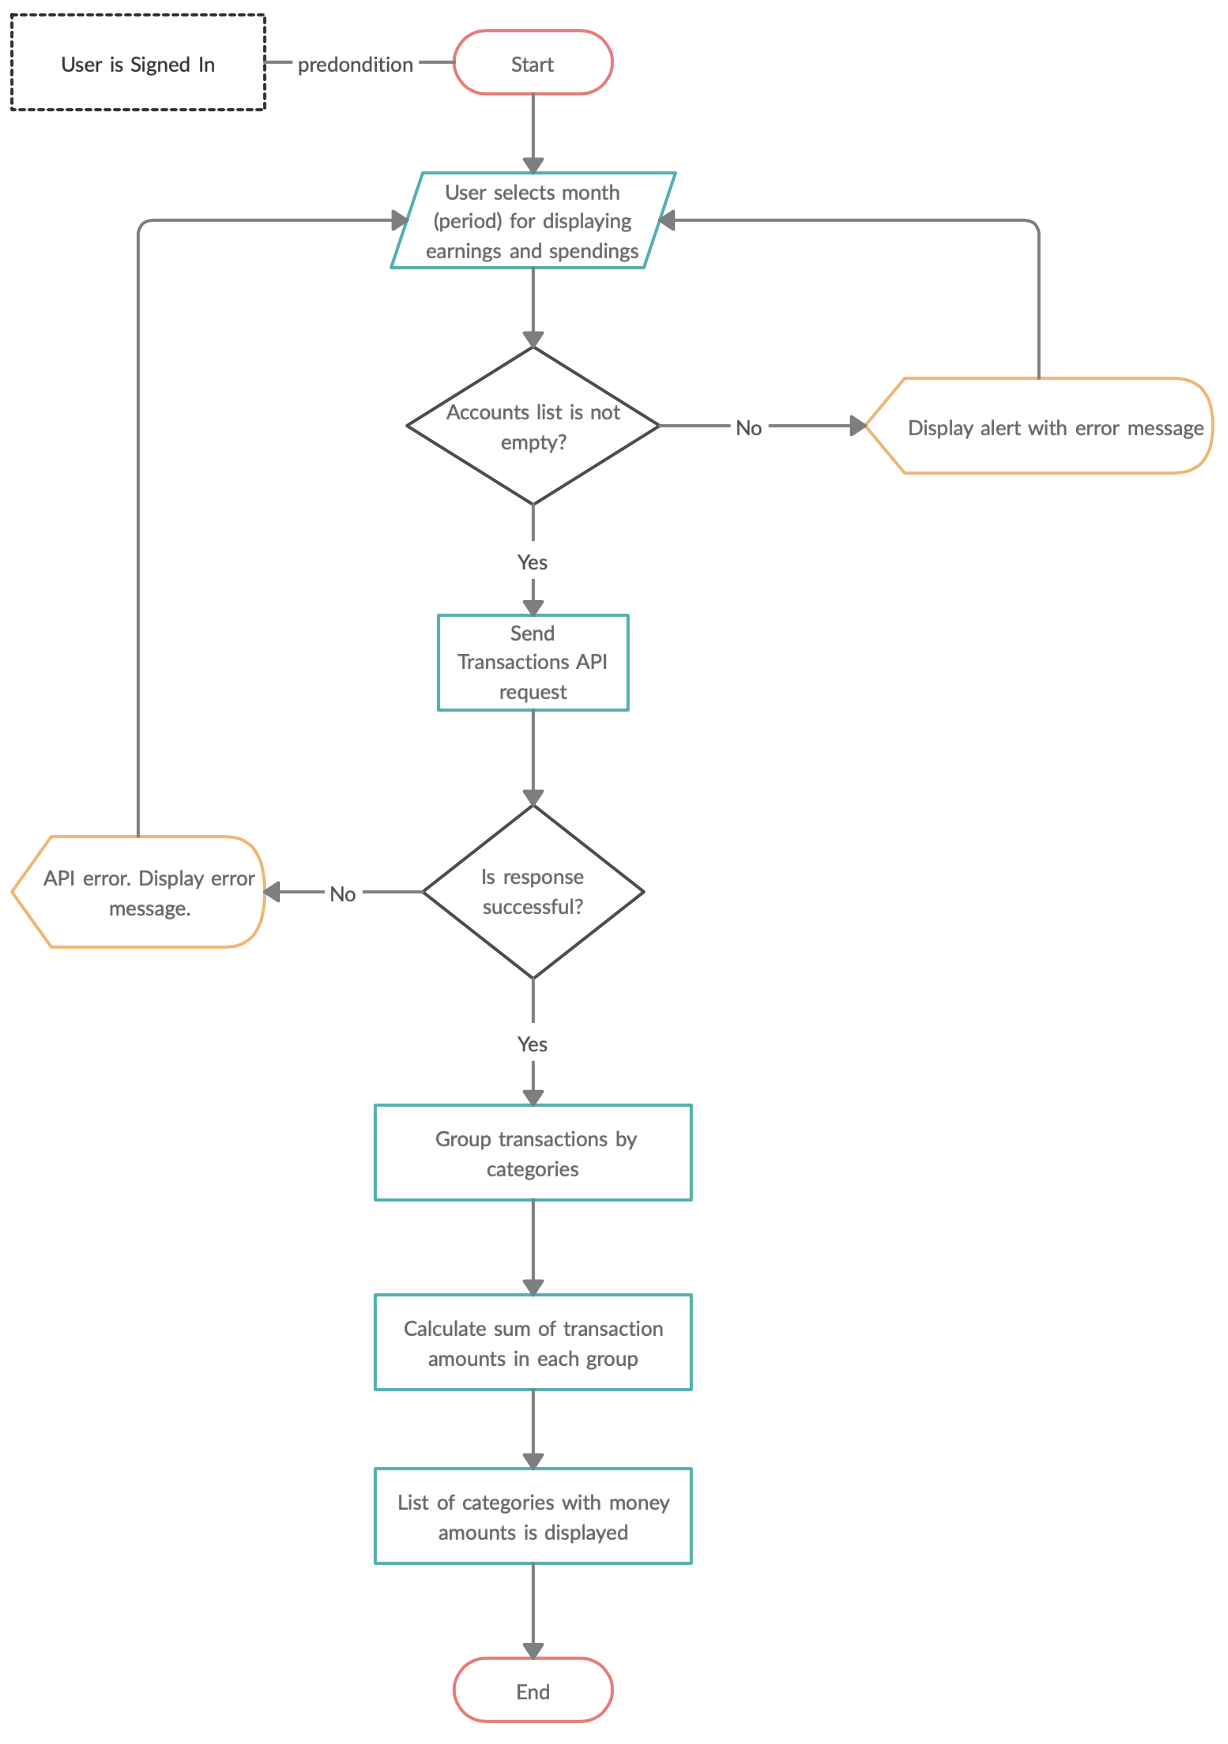 User is Signed In
predondition
Start
User selects month
(period) for displaying
earnings and spendings
Accounts list is not
empty?
No
Display alert with error message
Yes
Send
Transactions API
request
Is response
successful?
No
API error. Display error
message.
Yes
Group transactions by
categories
Calculate sum of transaction
amounts in each group
List of categories with money
amounts is displayed
End